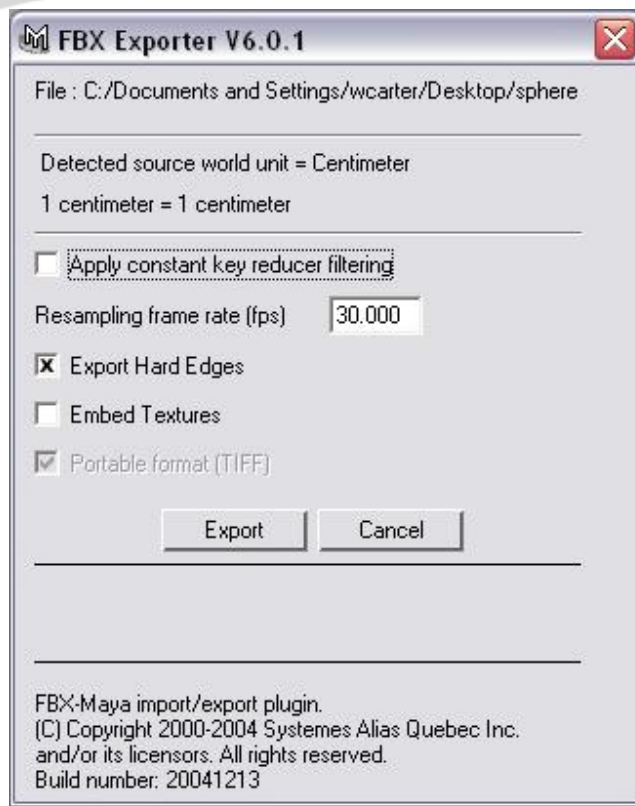 FBX Exporter V6.0.1
File : C:/Documents and Settings/wcarter/Desktop/sphere
Detected source world unit = Centimeter
1 centimeter = 1 centimeter
Apply constant key reducer filtering
Resampling frame rate (fps) 30.000
Export Hard Edges
Embed Textures
Portable format (TIFF)
Export Cancel
FBX-Maya import/export plugin.
(C) Copyright 2000-2004 Systemes Alias Quebec Inc.
and/or its licensors. All rights reserved.
Build number: 20041213